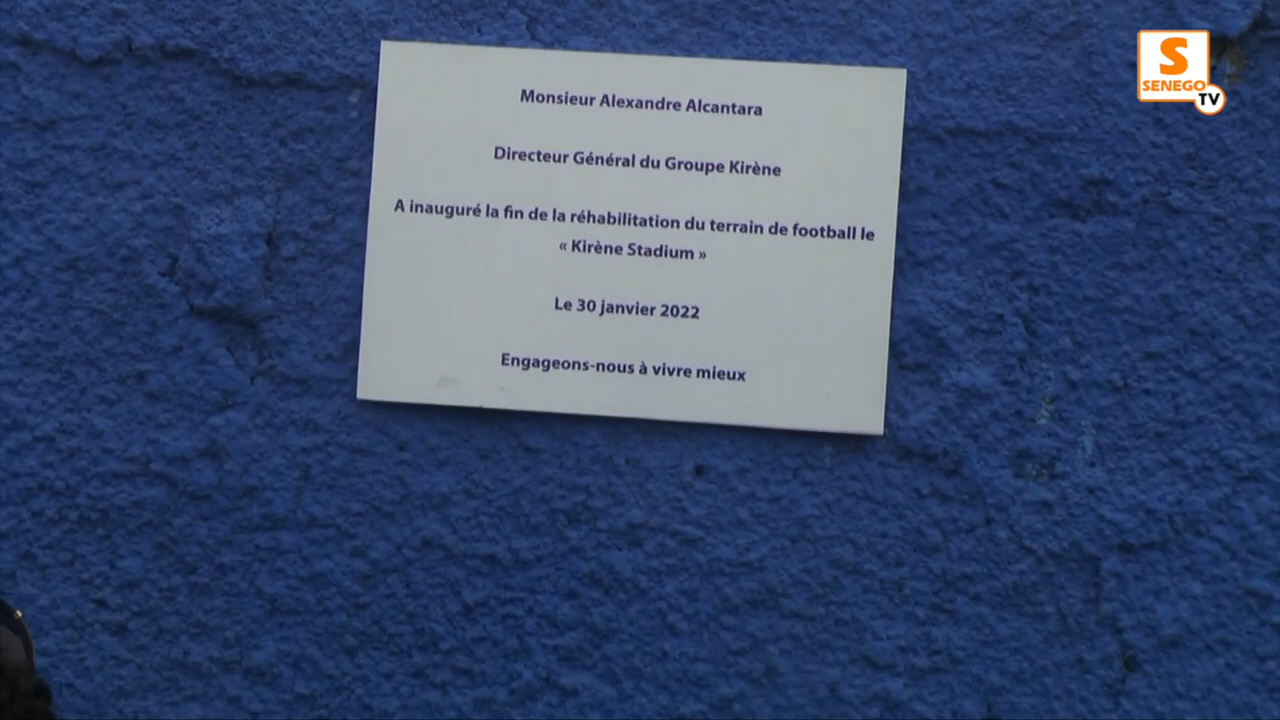 Monsieur Alexandre Alcantara
Directeur Général du Groupe Kirène
A inauguré la fin de la réhabilitation du terrain de football le
« Kirène Stadium »
Le 30 janvier 2022
Engageons-nous à vivre mieux
S
SENEGO
TV